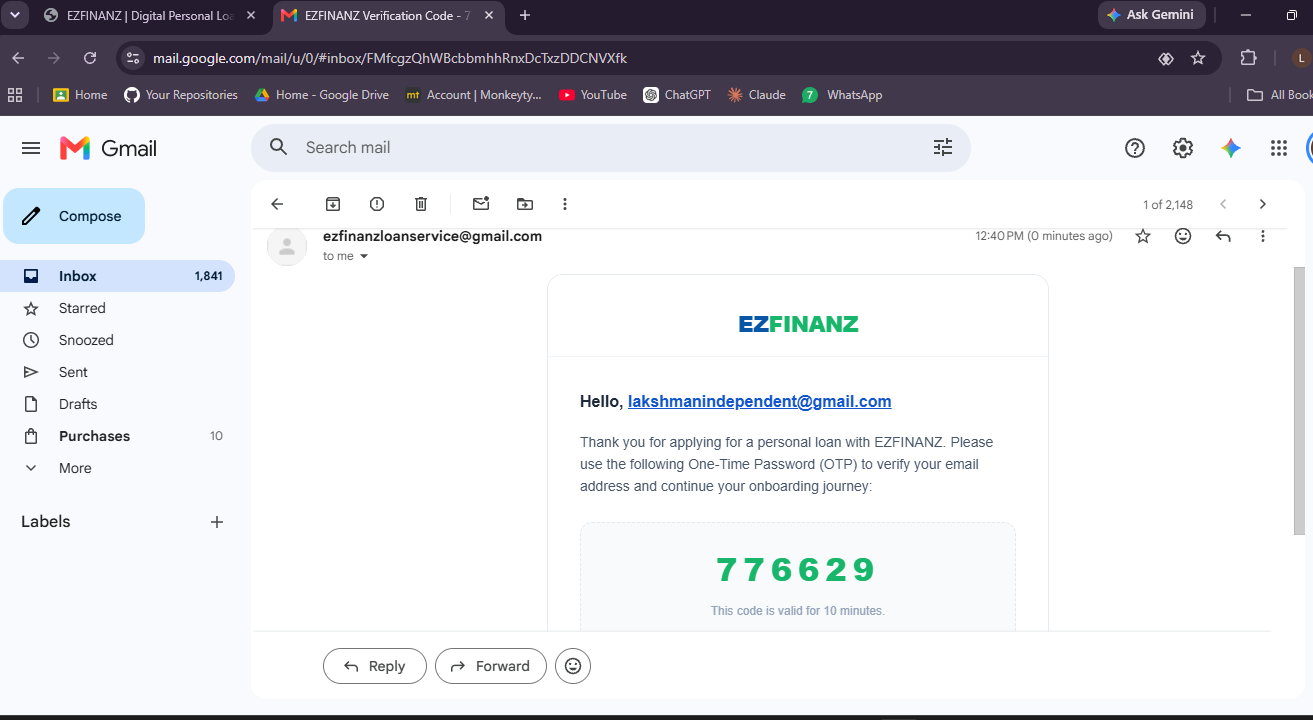 EZFINANZ | Digital Personal Loa
EZFINANZ Verification Code - 7
Ask Gemini
mail.google.com/mail/u/0/#inbox/FMfcgzQhWBcbbmhhRnxDcTxzDDCNVXfk
L
Home
Your Repositories
Home - Google Drive
mt Account | Monkeyty...
YouTube
ChatGPT
Claude
7 WhatsApp
All Book
Gmail
Search mail
Compose
1 of 2,148
ezfinanzloanservice@gmail.com
12:40 PM (0 minutes ago)
to me
Inbox 1,841
Starred
Snoozed
Sent
Drafts
Purchases 10
More
Labels
EZFINANZ
Hello, lakshmanindependent@gmail.com
Thank you for applying for a personal loan with EZFINANZ. Please
use the following One-Time Password (OTP) to verify your email
address and continue your onboarding journey:
776629
This code is valid for 10 minutes.
Reply
Forward